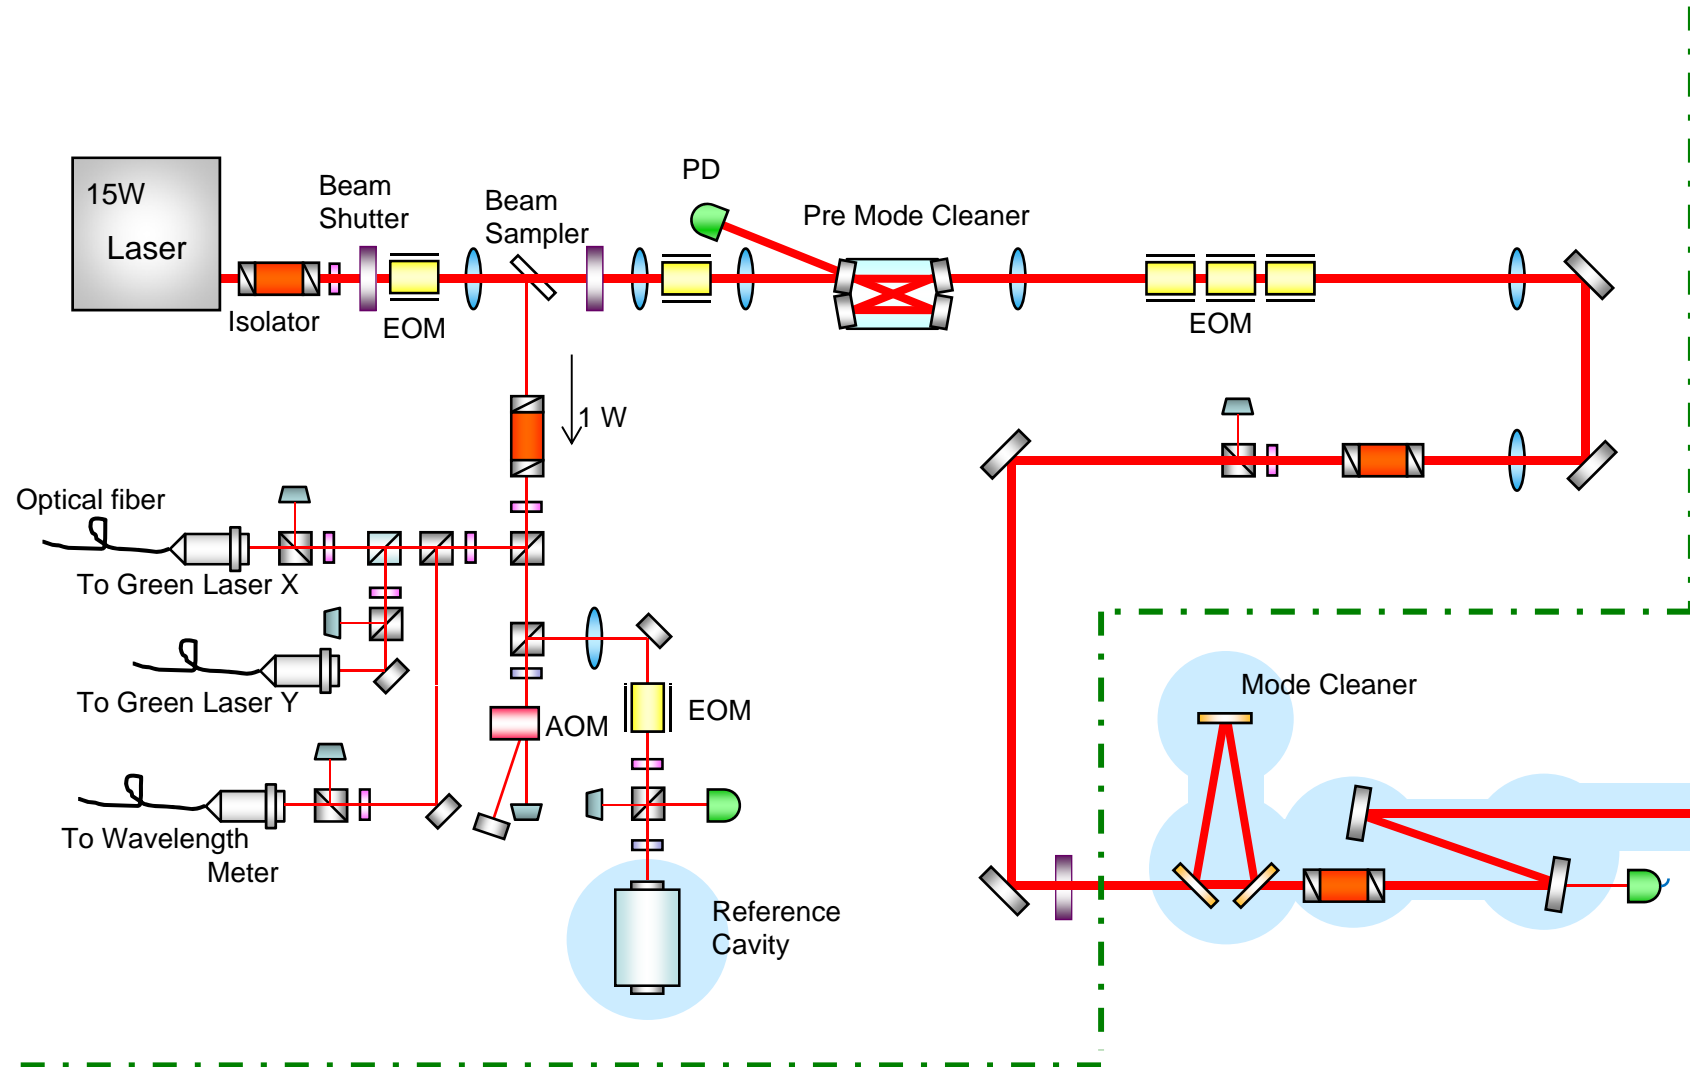 15W
Laser
Isolator
Beam
Shutter
EOM
Beam
Sampler
PD
Pre Mode Cleaner
EOM
1 W
Optical fiber
To Green Laser X
To Green Laser Y
AOM
EOM
To Wavelength
Meter
Reference
Cavity
Mode Cleaner